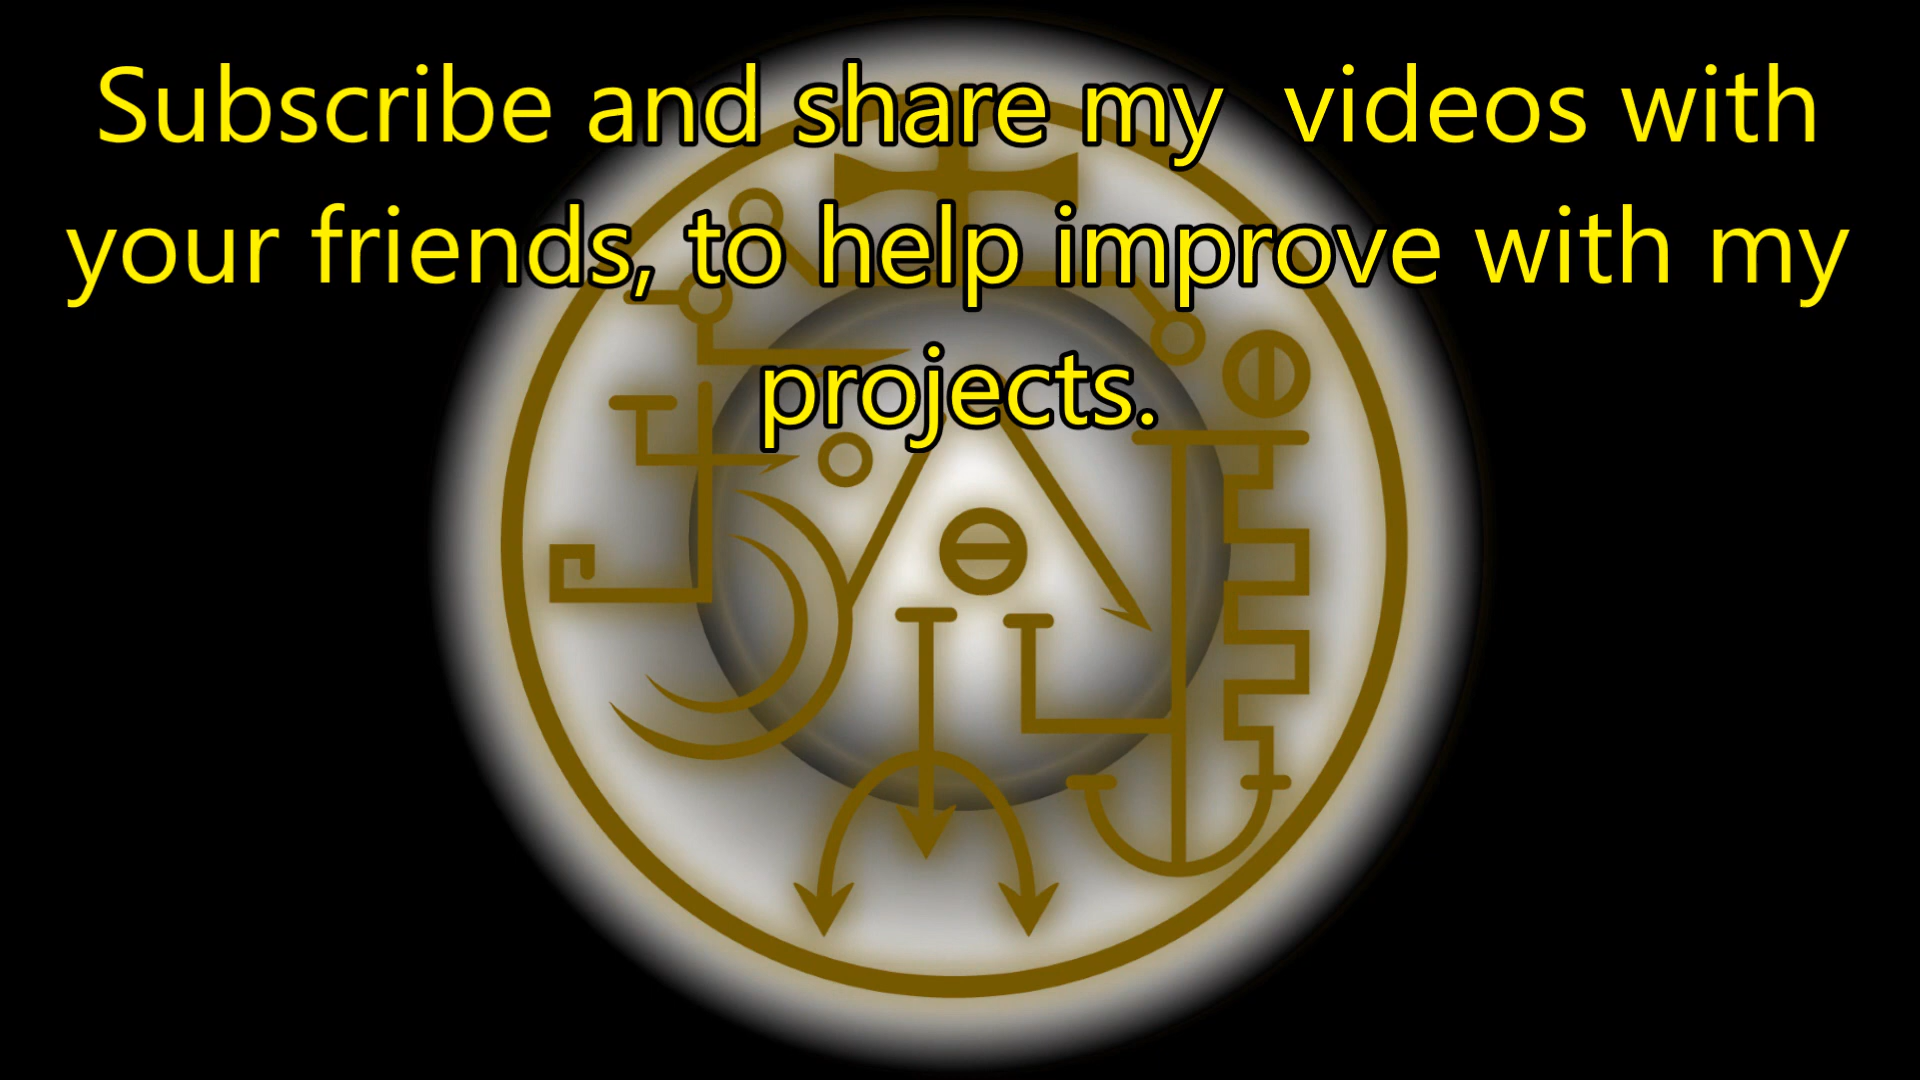 Subscribe and share my  videos with
your friends, to help improve with my
projects.